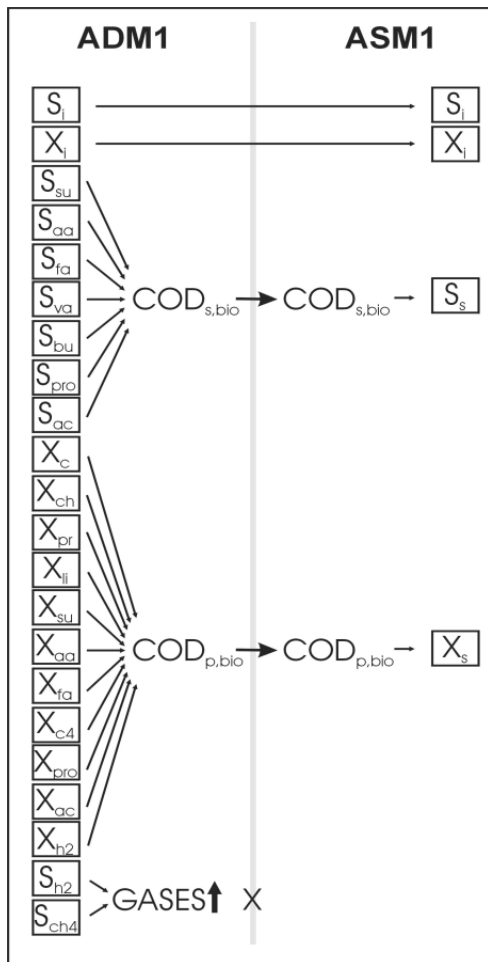 ADM1 ASM1
S_i S_i
X_i X_i
S_su
S_aa
S_fa
S_va COD_s,bio COD_s,bio S_s
S_bu
S_pro
S_ac
X_c
X_ch
X_pr
X_li
X_su
X_aa COD_p,bio COD_p,bio X_s
X_fa
X_c4
X_pro
X_ac
X_h2
S_h2
GASES X
S_ch4